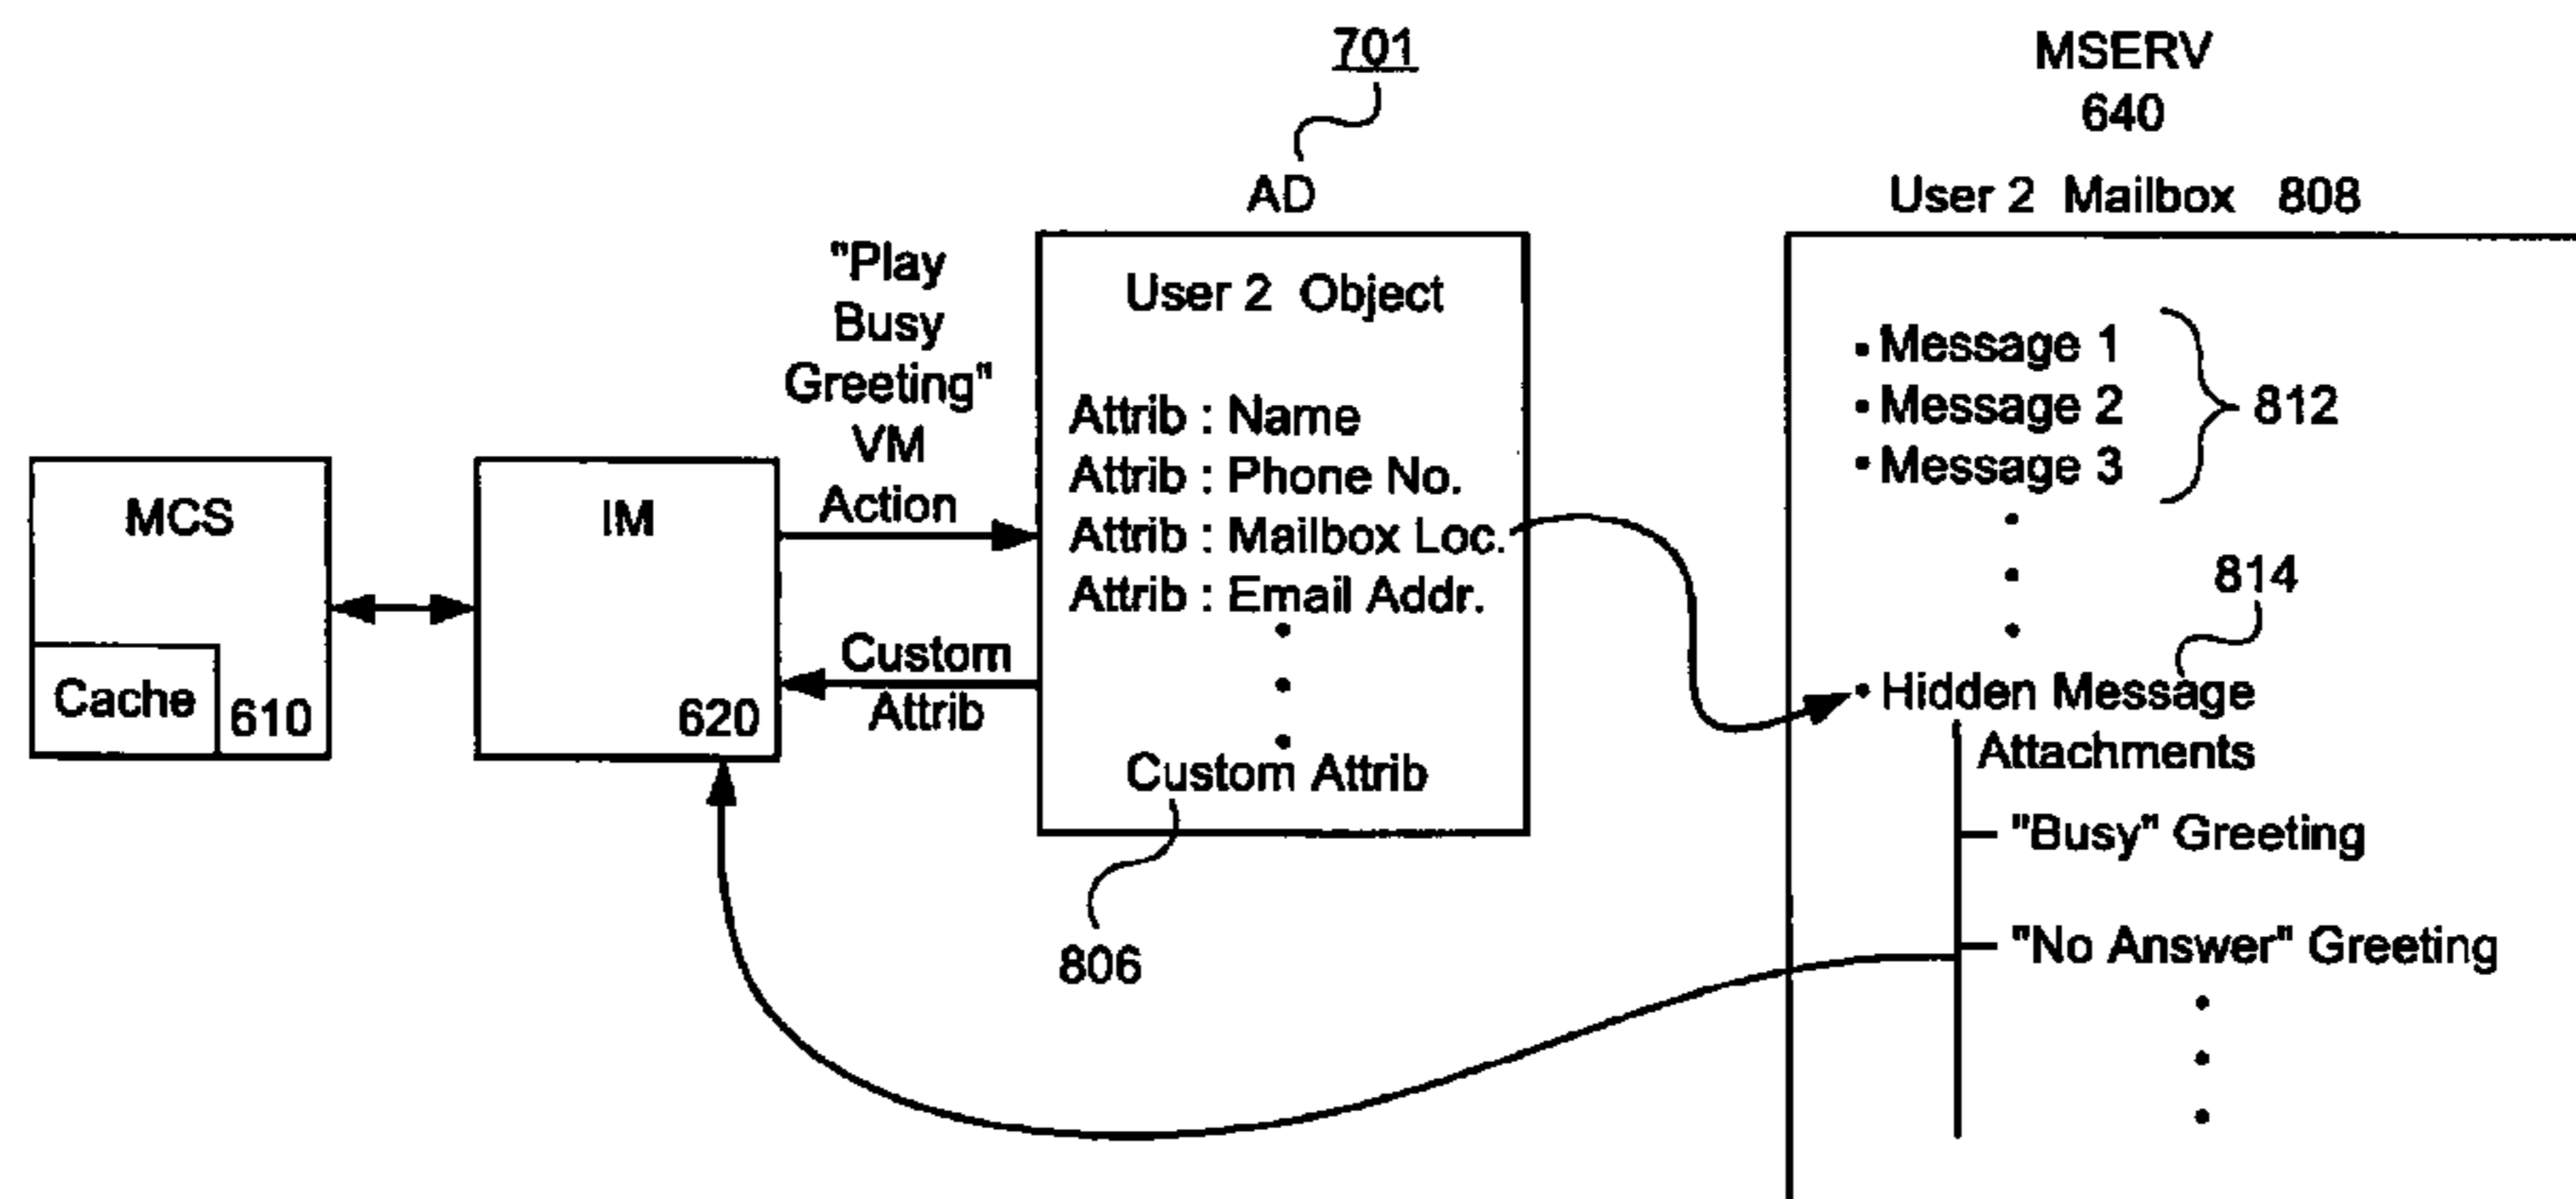 701
AD
MSERV
640
User 2 Mailbox 808
"Play
Busy
Greeting"
VM
Action
Custom
Attrib
MCS
Cache
610
IM
620
User 2 Object
Attrib : Name
Attrib : Phone No.
Attrib : Mailbox Loc.
Attrib : Email Addr.
Custom Attrib
806
• Message 1
• Message 2
• Message 3
812
814
• Hidden Message
Attachments
"Busy" Greeting
"No Answer" Greeting